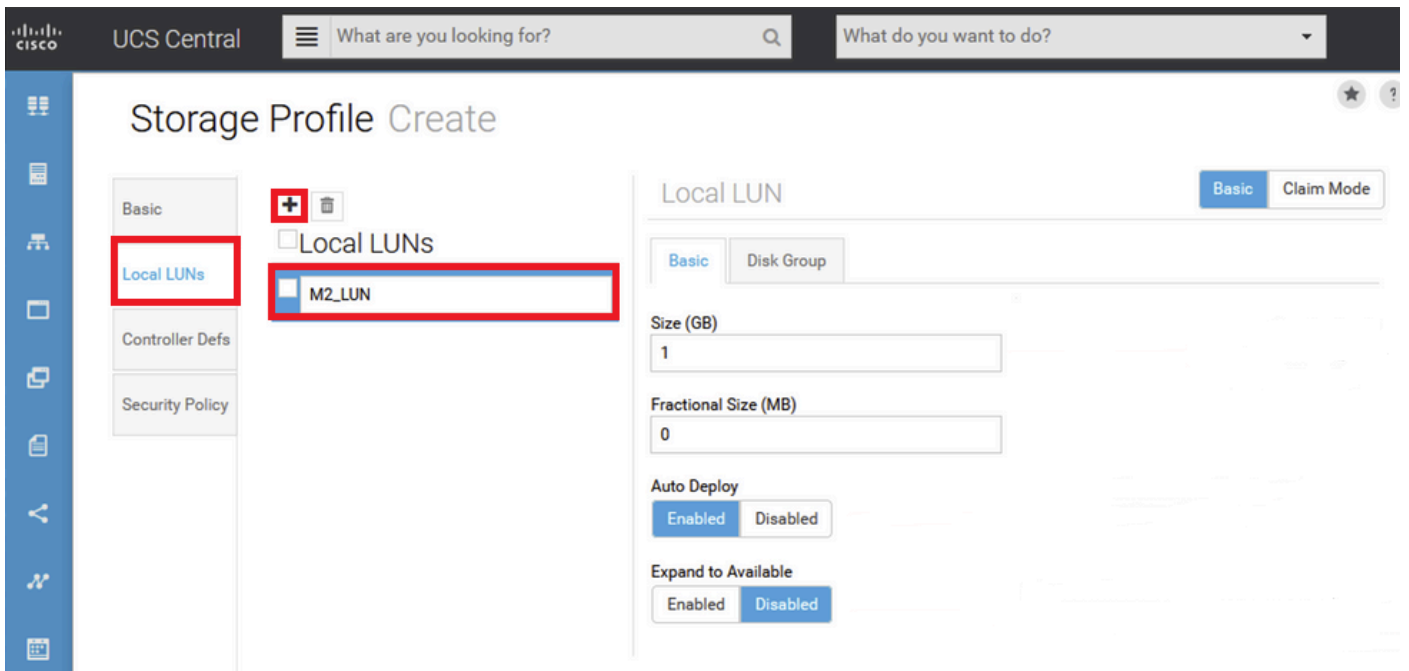 CISCO
UCS Central
What are you looking for?
What do you want to do?
?
Storage Profile Create
Basic
Local LUNs
Controller Defs
Security Policy
Local LUNs
M2_LUN
Local LUN
Basic
Claim Mode
Basic
Disk Group
Size (GB)
1
Fractional Size (MB)
0
Auto Deploy
Enabled
Disabled
Expand to Available
Enabled
Disabled